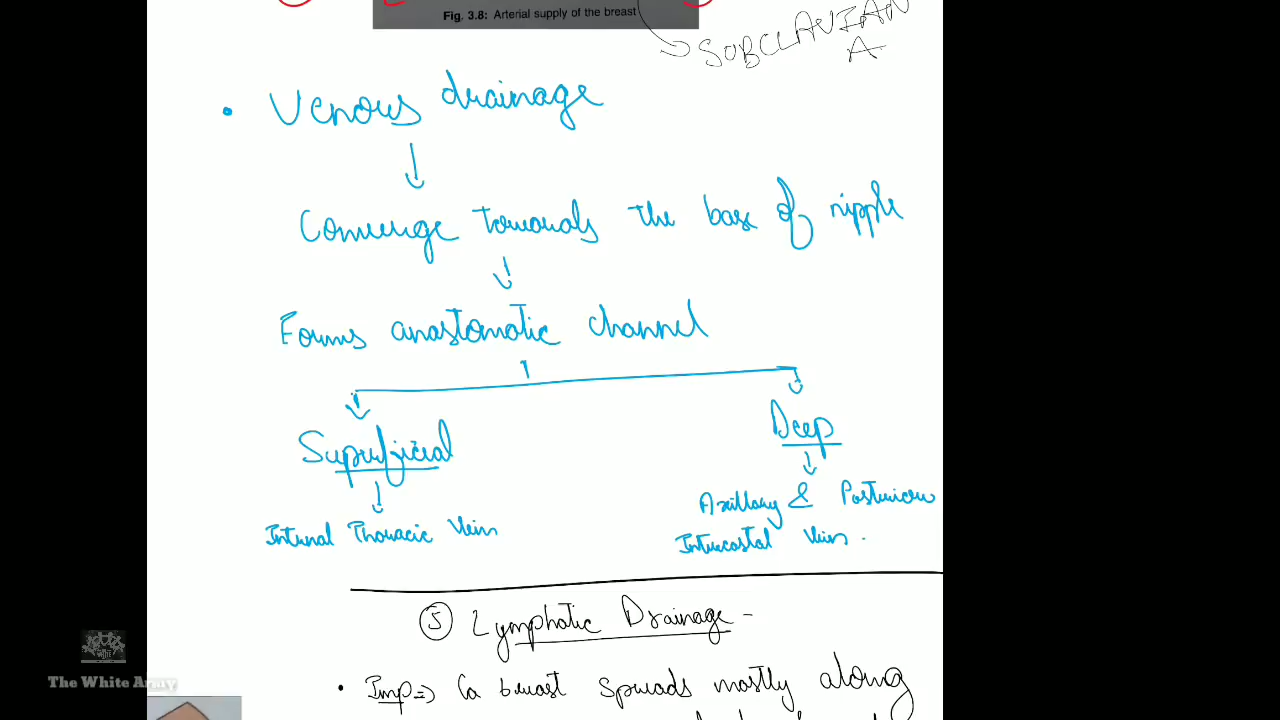 Fig. 3.8: Arterial supply of the breast
SUBCLAVIAN
A
• Venous drainage
Converge towards the base of nipple
Forms anastomotic channel
Superficial
Deep
Internal Thoracic Vein
Axillary & Posterior
Intercostal Veins.
⑤ Lymphatic Drainage -
• Imp => Ca breast spreads mostly along
The White Army